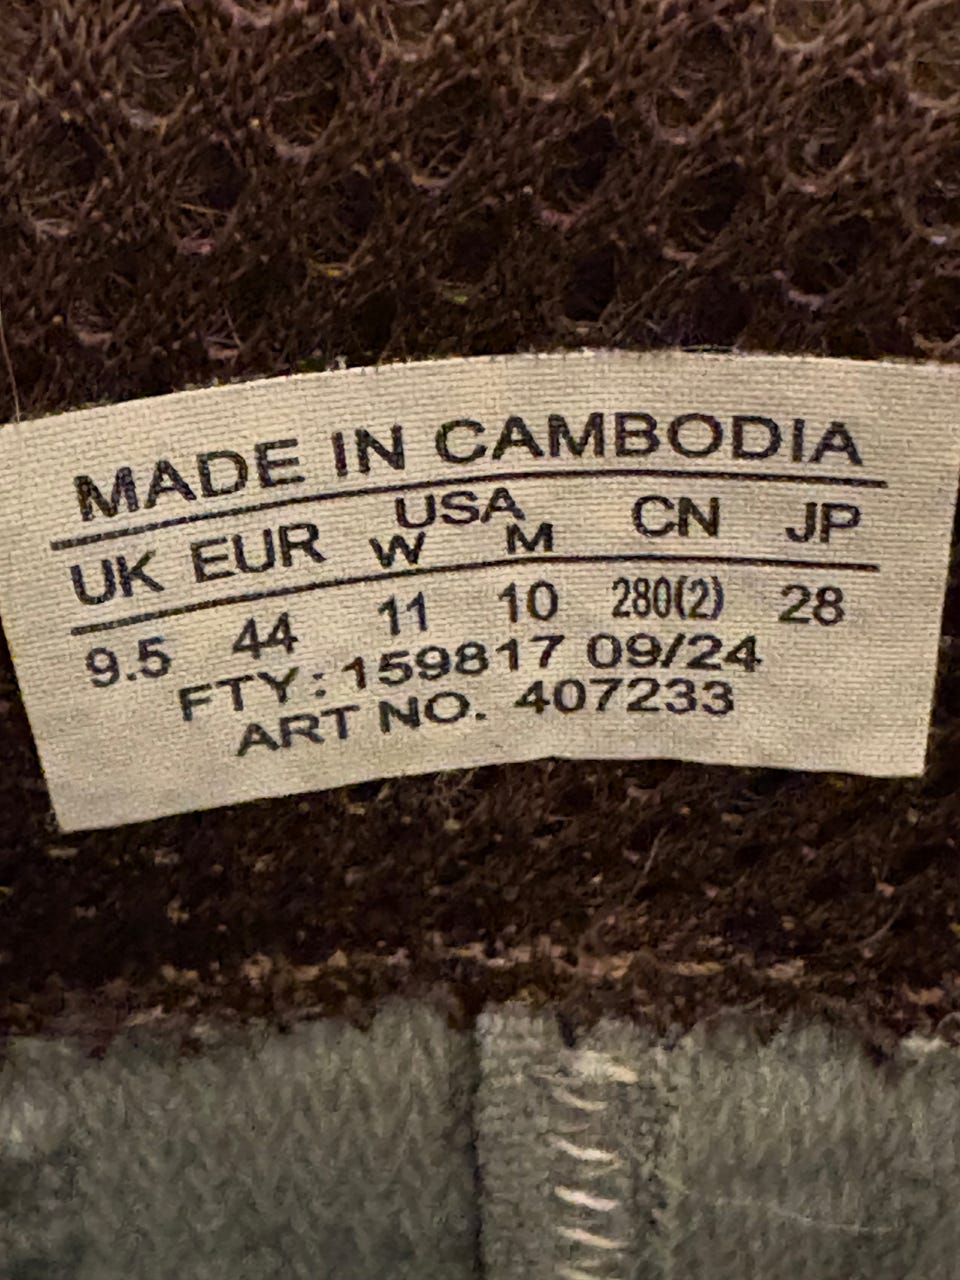 MADE IN CAMBODIA
UK EUR USA W M CN JP
9.5 44 11 10 280(2) 28
FTY: 159817 09/24
ART NO. 407233